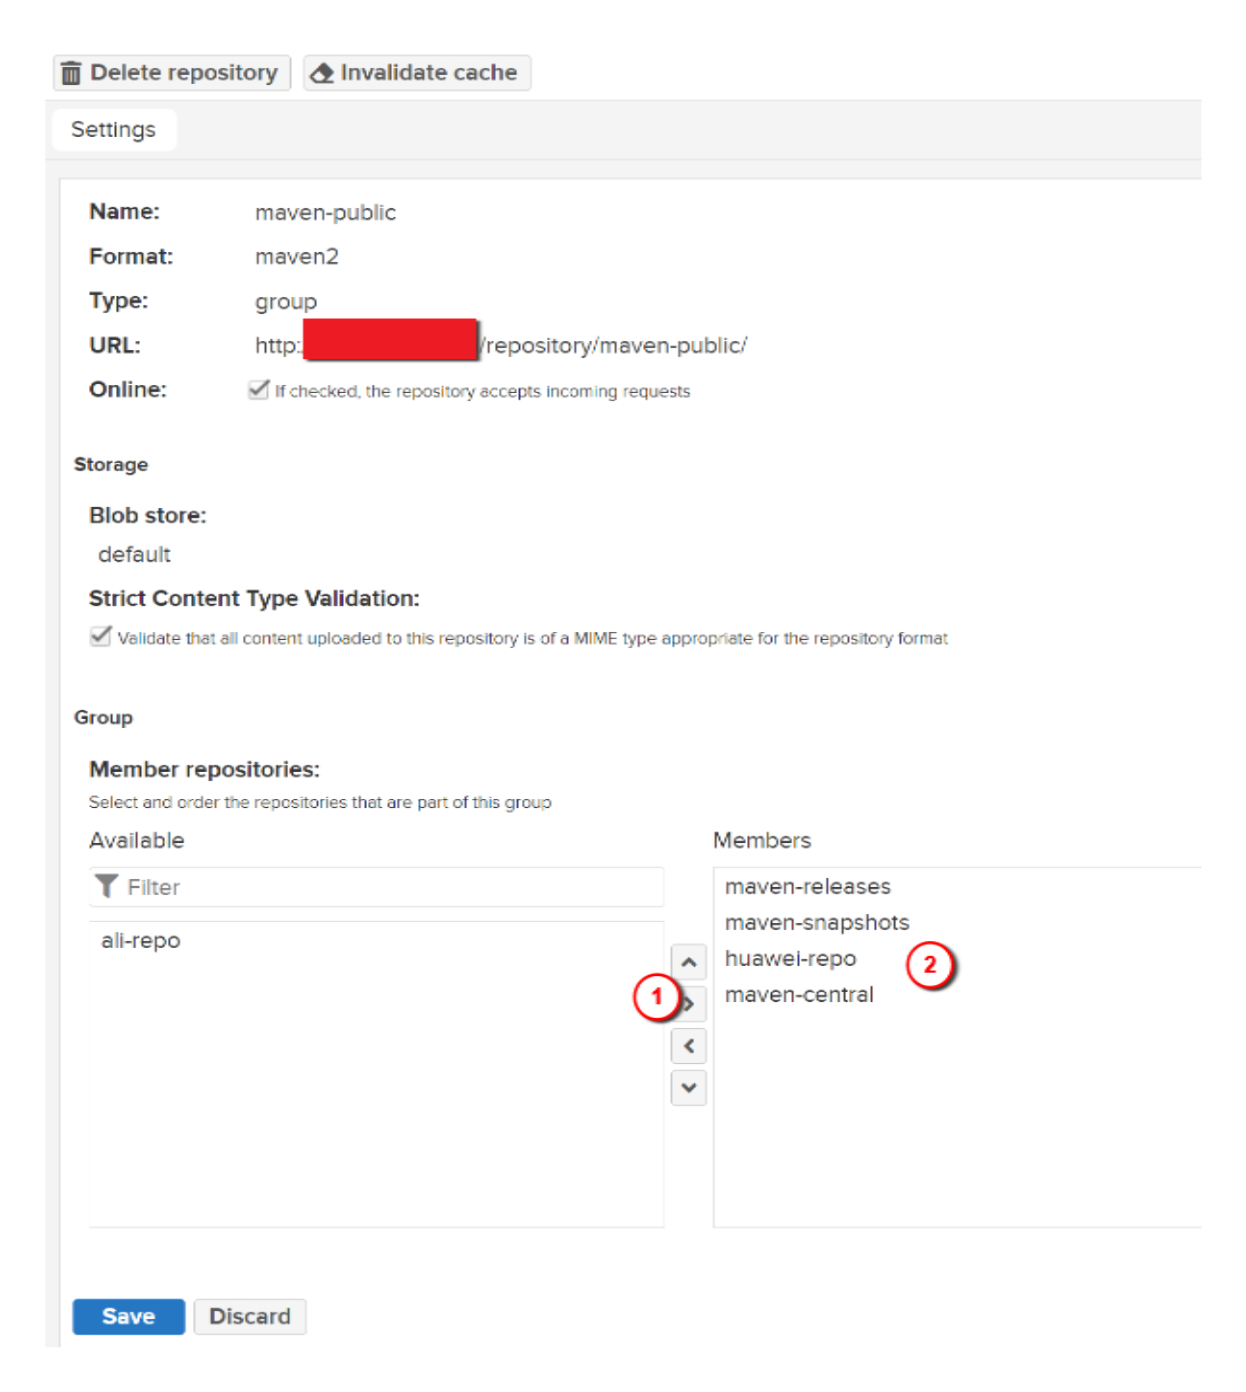 Delete repository Invalidate cache
Settings
Name: maven-public
Format: maven2
Type: group
URL: http: /repository/maven-public/
Online: If checked, the repository accepts incoming requests
Storage
Blob store:
default
Strict Content Type Validation:
Validate that all content uploaded to this repository is of a MIME type appropriate for the repository format
Group
Member repositories:
Select and order the repositories that are part of this group
Available Members
Filter
maven-releases
maven-snapshots
ali-repo
huawei-repo 2
1
maven-central
Save Discard